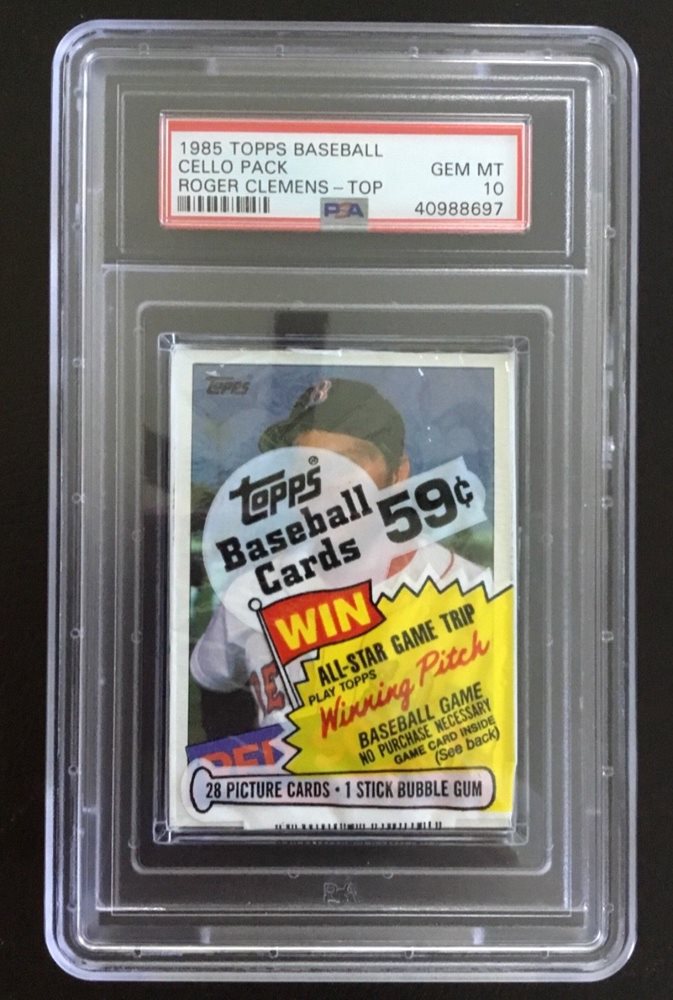 1985 TOPPS BASEBALL
CELLO PACK GEM MT
ROGER CLEMENS – TOP 10
PSA 40988697
TOPPS
B
TOPPS®
Baseball 59¢
Cards
WIN
ALL-STAR GAME TRIP
PLAY TOPPS
Winning Pitch
BASEBALL GAME
NO PURCHASE NECESSARY
GAME CARD INSIDE
(See back)
28 PICTURE CARDS • 1 STICK BUBBLE GUM